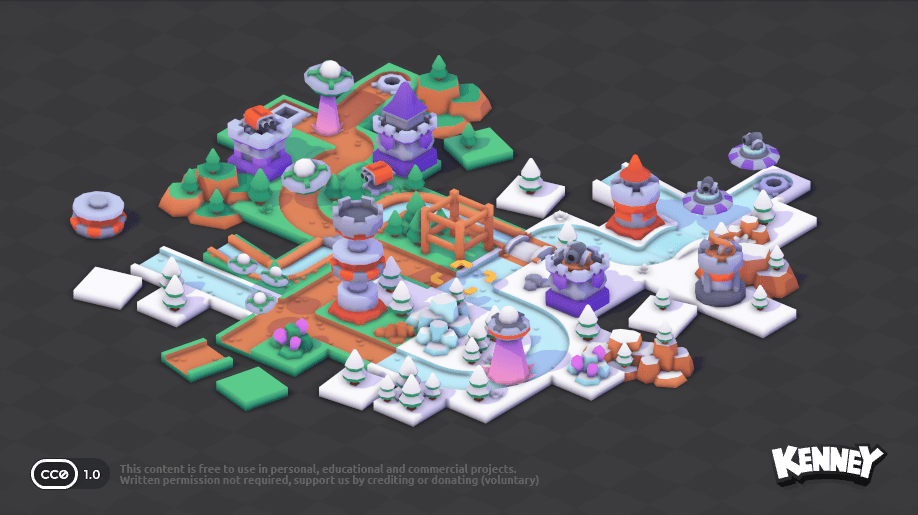 CC0 1.0
This content is free to use in personal, educational and commercial projects.
Written permission not required, support us by crediting or donating (voluntary)
KENNEY